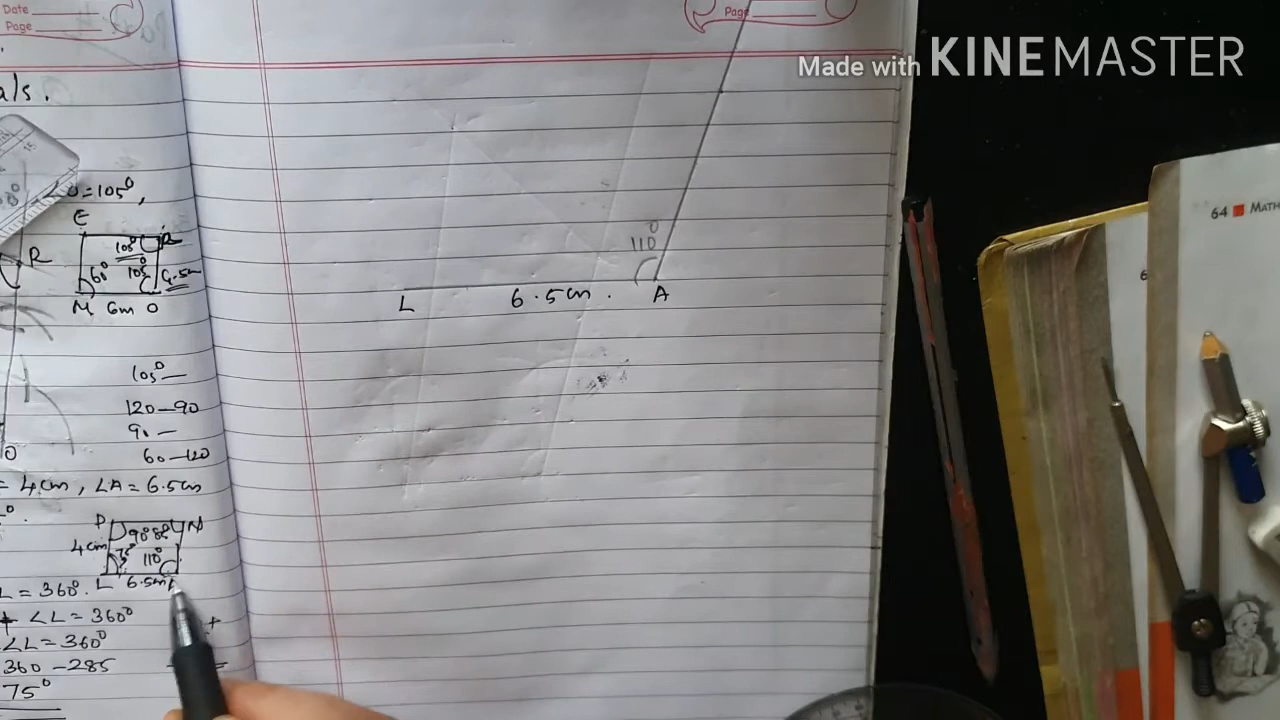 Date
Page
Page
Made with KINEMASTER
als.
64 MATH
=105°,
E
R
105°
60°
105°
6.5cm
M 6cm O
110°
L 6.5cm. A
105° —
120 — 90
90 —
60 — 120
O
= 4cm, LA = 6.5cm
P
90°
85°
4cm
75°
110°
L 6.5cm
L = 360°.
+ ∠L = 360°
∠L = 360°
360 - 285
75°